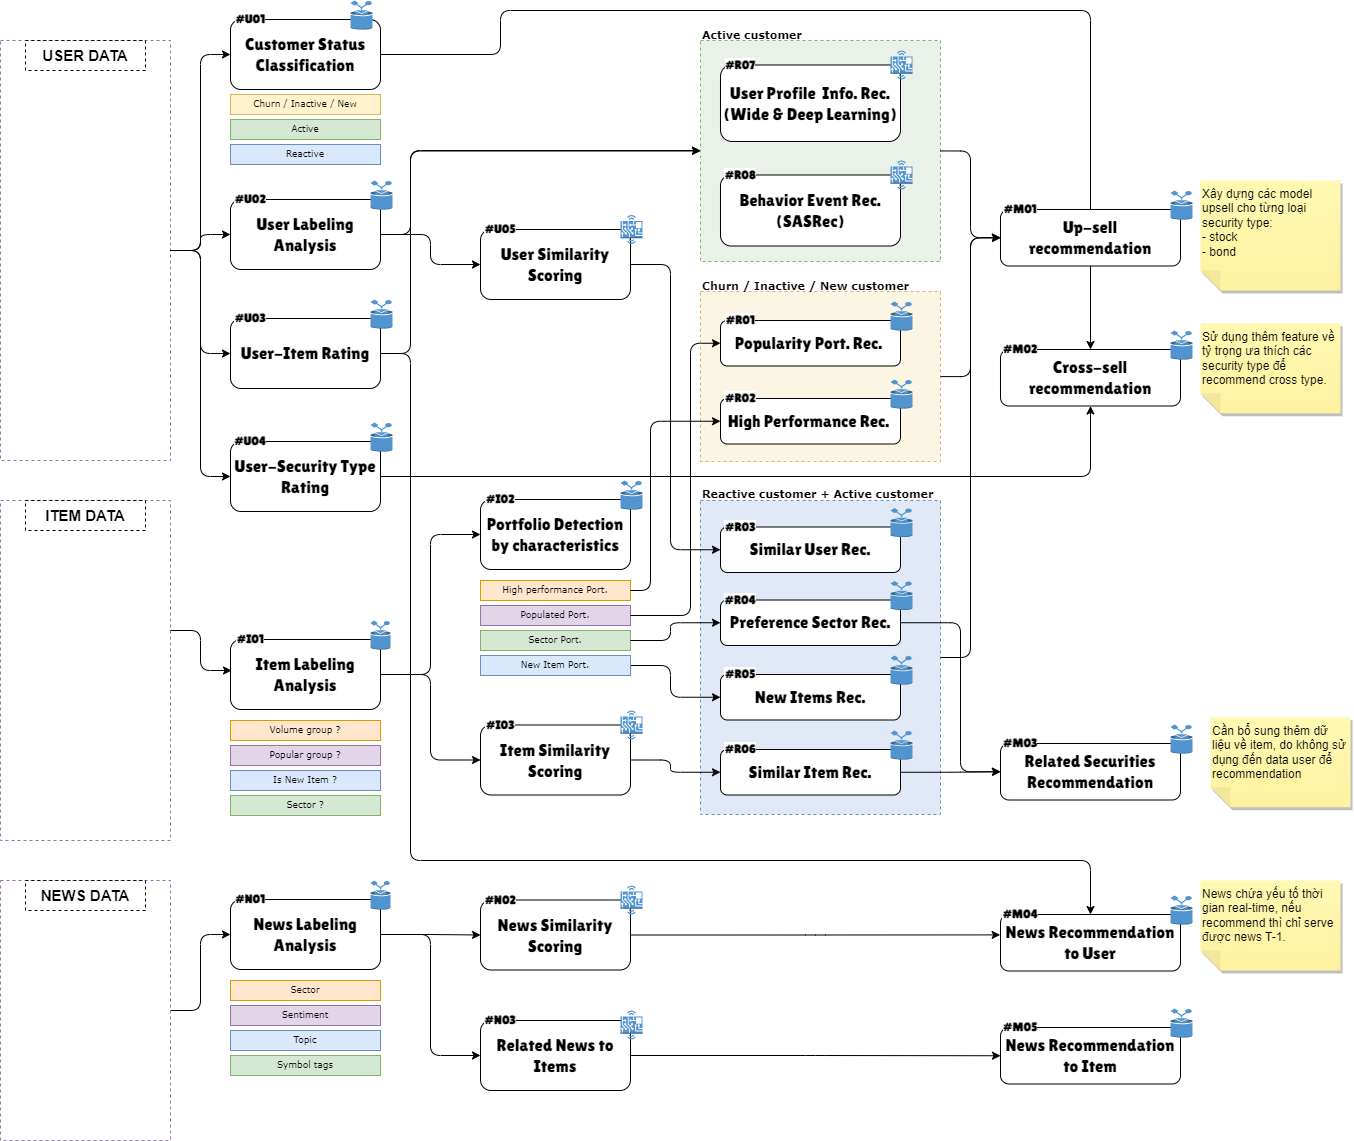 USER DATA
#U01
Customer Status
Classification
Churn / Inactive / New
Active
Reactive
#U02
User Labeling
Analysis
#U03
User-Item Rating
#U04
User-Security Type
Rating
#U05
User Similarity
Scoring
Active customer
#R07
User Profile Info. Rec.
(Wide & Deep Learning)
#R08
Behavior Event Rec.
(SASRec)
Churn / Inactive / New customer
#R01
Popularity Port. Rec.
#R02
High Performance Rec.
Reactive customer + Active customer
#R03
Similar User Rec.
#R04
Preference Sector Rec.
#R05
New Items Rec.
#R06
Similar Item Rec.
#M01
Up-sell
recommendation
Xây dựng các model
upsell cho từng loại
security type:
- stock
- bond
#M02
Cross-sell
recommendation
Sử dụng thêm feature về
tỷ trọng ưa thích các
security type để
recommend cross type.
ITEM DATA
#I01
Item Labeling
Analysis
Volume group ?
Popular group ?
Is New Item ?
Sector ?
#I02
Portfolio Detection
by characteristics
High performance Port.
Populated Port.
Sector Port.
New Item Port.
#I03
Item Similarity
Scoring
#M03
Related Securities
Recommendation
Cần bổ sung thêm dữ
liệu về item, do không sử
dụng đến data user để
recommendation
NEWS DATA
#N01
News Labeling
Analysis
Sector
Sentiment
Topic
Symbol tags
#N02
News Similarity
Scoring
#N03
Related News to
Items
#M04
News Recommendation
to User
News chứa yếu tố thời
gian real-time, nếu
recommend thì chỉ serve
được news T-1.
#M05
News Recommendation
to Item